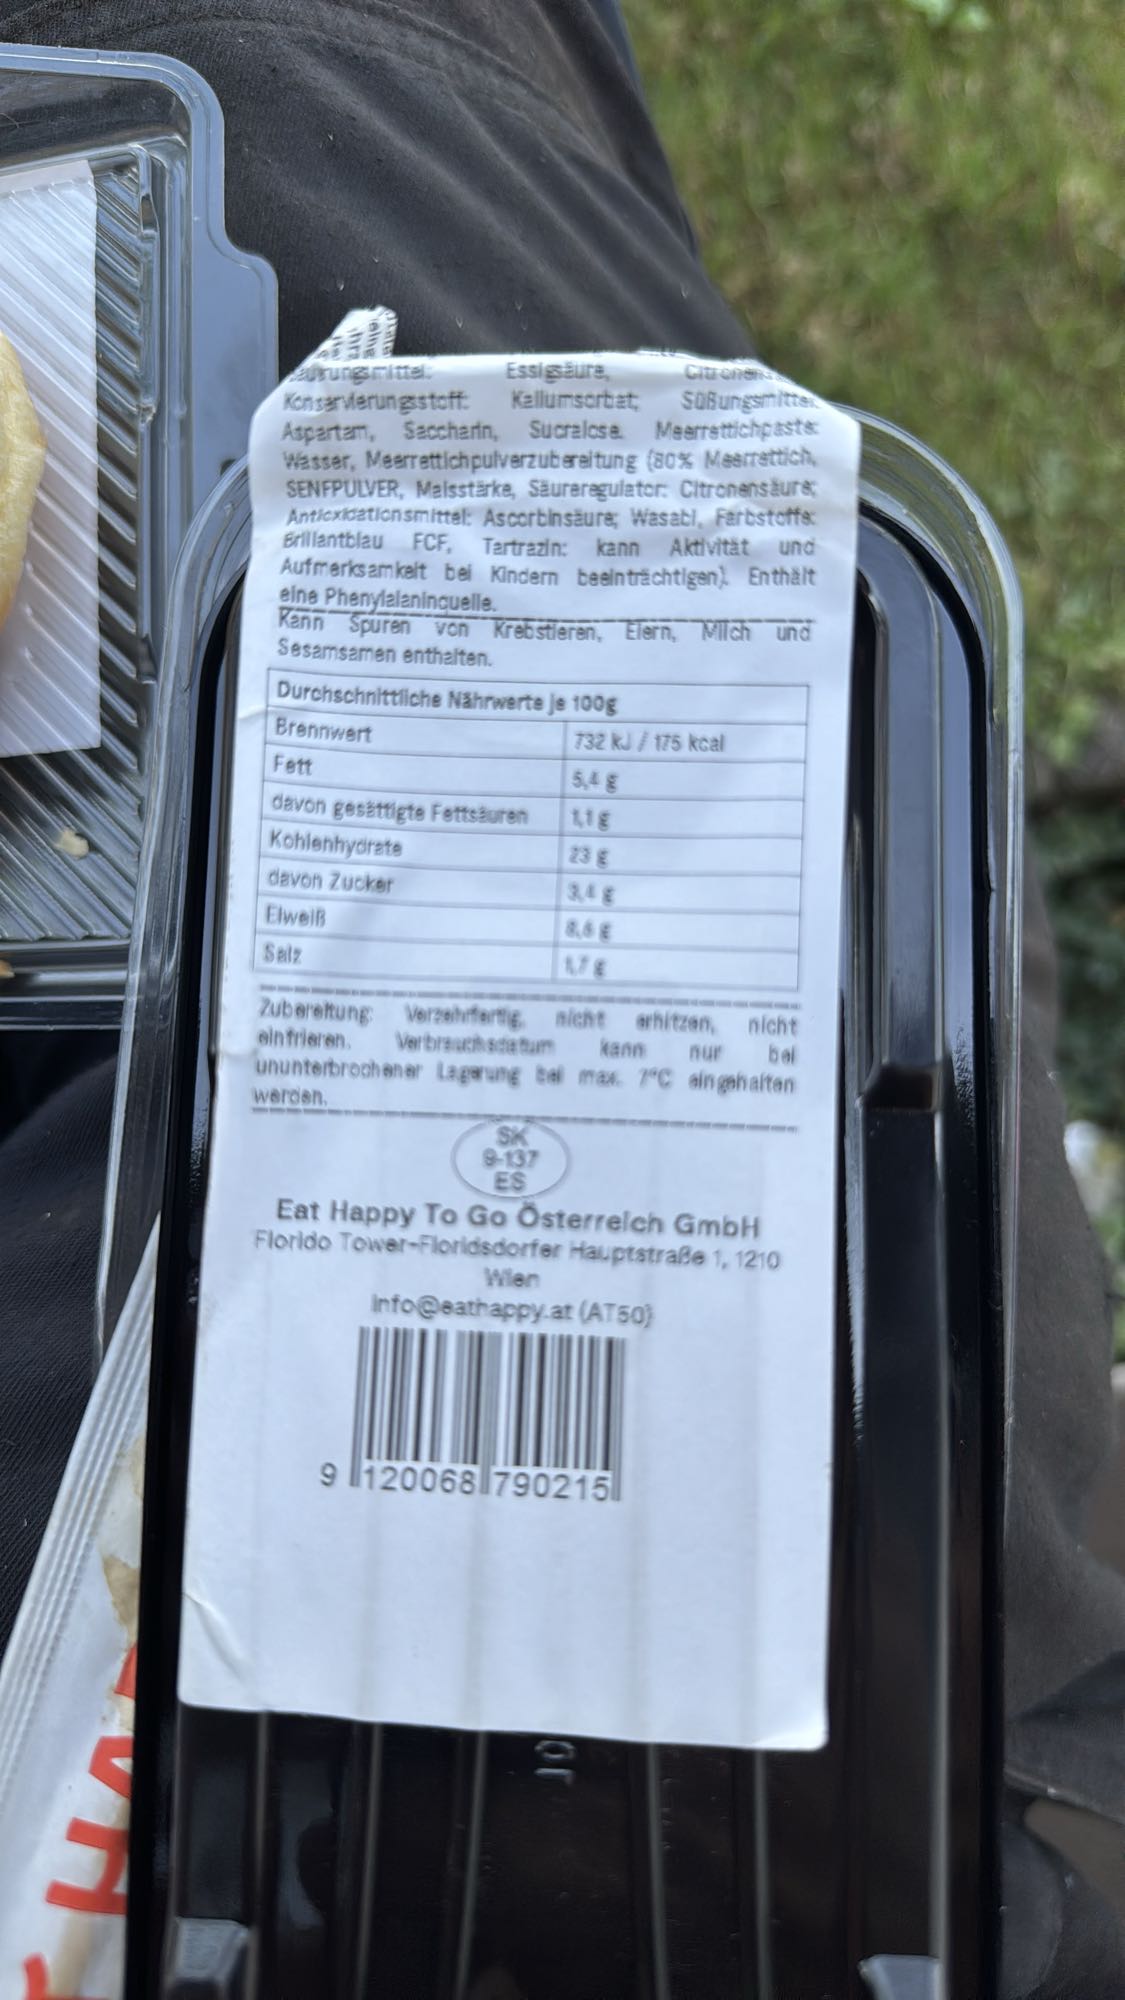 Säuerungsmittel: Essigsäure, Citronens
Konservierungsstoff: Kaliumsorbat; Süßungsmittel:
Aspartam, Saccharin, Sucralose. Meerrettichpaste:
Wasser, Meerrettichpulverzubereitung (80% Meerrettich,
SENFPULVER, Maisstärke, Säureregulator: Citronensäure;
Antioxidationsmittel: Ascorbinsäure; Wasabi, Farbstoffe:
Brillantblau FCF, Tartrazin: kann Aktivität und
Aufmerksamkeit bei Kindern beeinträchtigen). Enthält
eine Phenylalaninquelle.
Kann Spuren von Krebstieren, Eiern, Milch und
Sesamsamen enthalten.
Durchschnittliche Nährwerte je 100g
Brennwert 732 kJ / 175 kcal
Fett 5,4 g
davon gesättigte Fettsäuren 1,1 g
Kohlenhydrate 23 g
davon Zucker 3,4 g
Eiweiß 8,6 g
Salz 1,7 g
Zubereitung: Verzehrfertig, nicht erhitzen, nicht
einfrieren. Verbrauchsdatum kann nur bei
ununterbrochener Lagerung bei max. 7°C eingehalten
werden.
SK
9-137
ES
Eat Happy To Go Österreich GmbH
Florido Tower-Floridsdorfer Hauptstraße 1, 1210
Wien
info@eathappy.at (AT50)
9 120068 790215